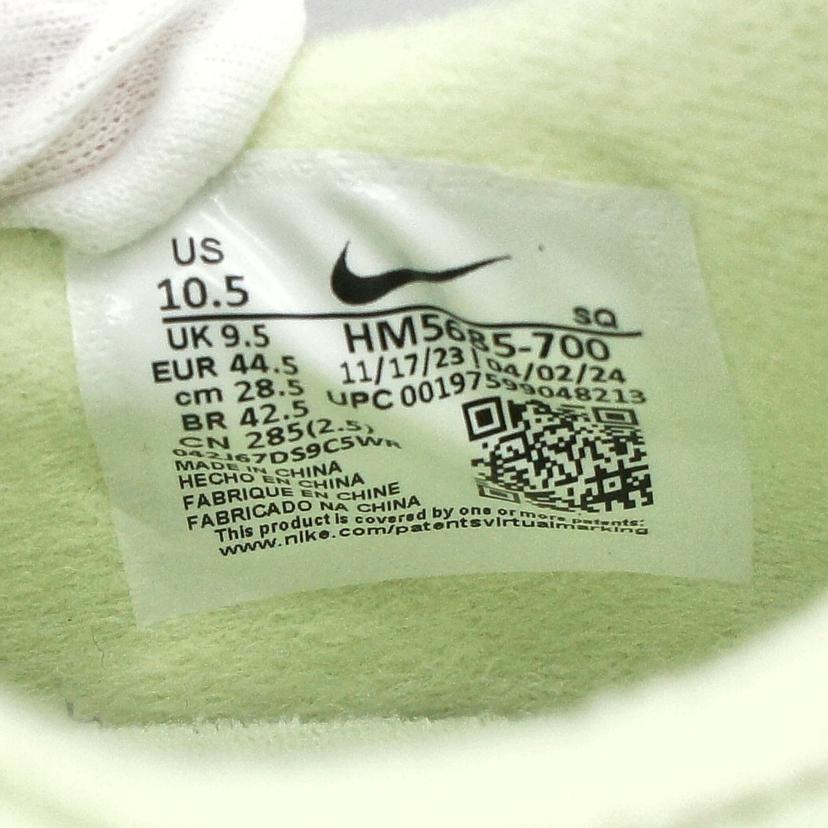 US
10.5
SQ
UK 9.5
HM5685-700
EUR 44.5
11/17/23 | 04/02/24
cm 28.5
UPC 00197599048213
BR 42.5
CN 285(2.5)
042J67DS9C5WR
MADE IN CHINA
HECHO EN CHINA
FABRIQUE EN CHINE
FABRICADO NA CHINA
This product is covered by one or more patents:
www.nike.com/patentsvirtualmarking